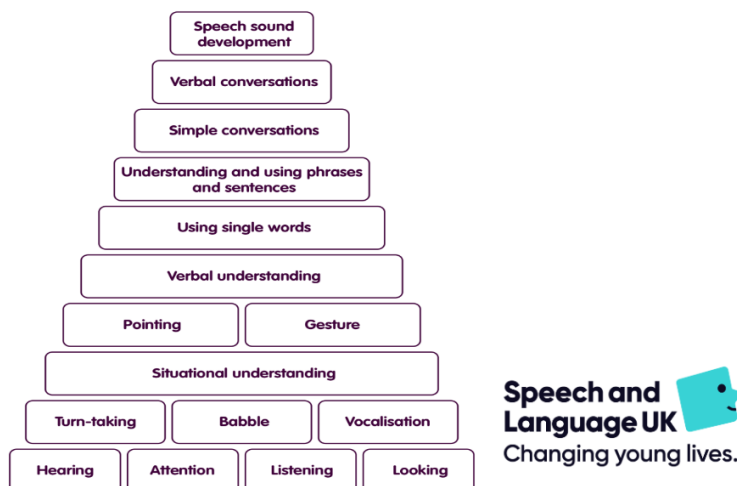 Speech sound
development
Verbal conversations
Simple conversations
Understanding and using phrases
and sentences
Using single words
Verbal understanding
Pointing
Gesture
Situational understanding
Turn-taking
Babble
Vocalisation
Hearing
Attention
Listening
Looking
Speech and
Language UK
Changing young lives.